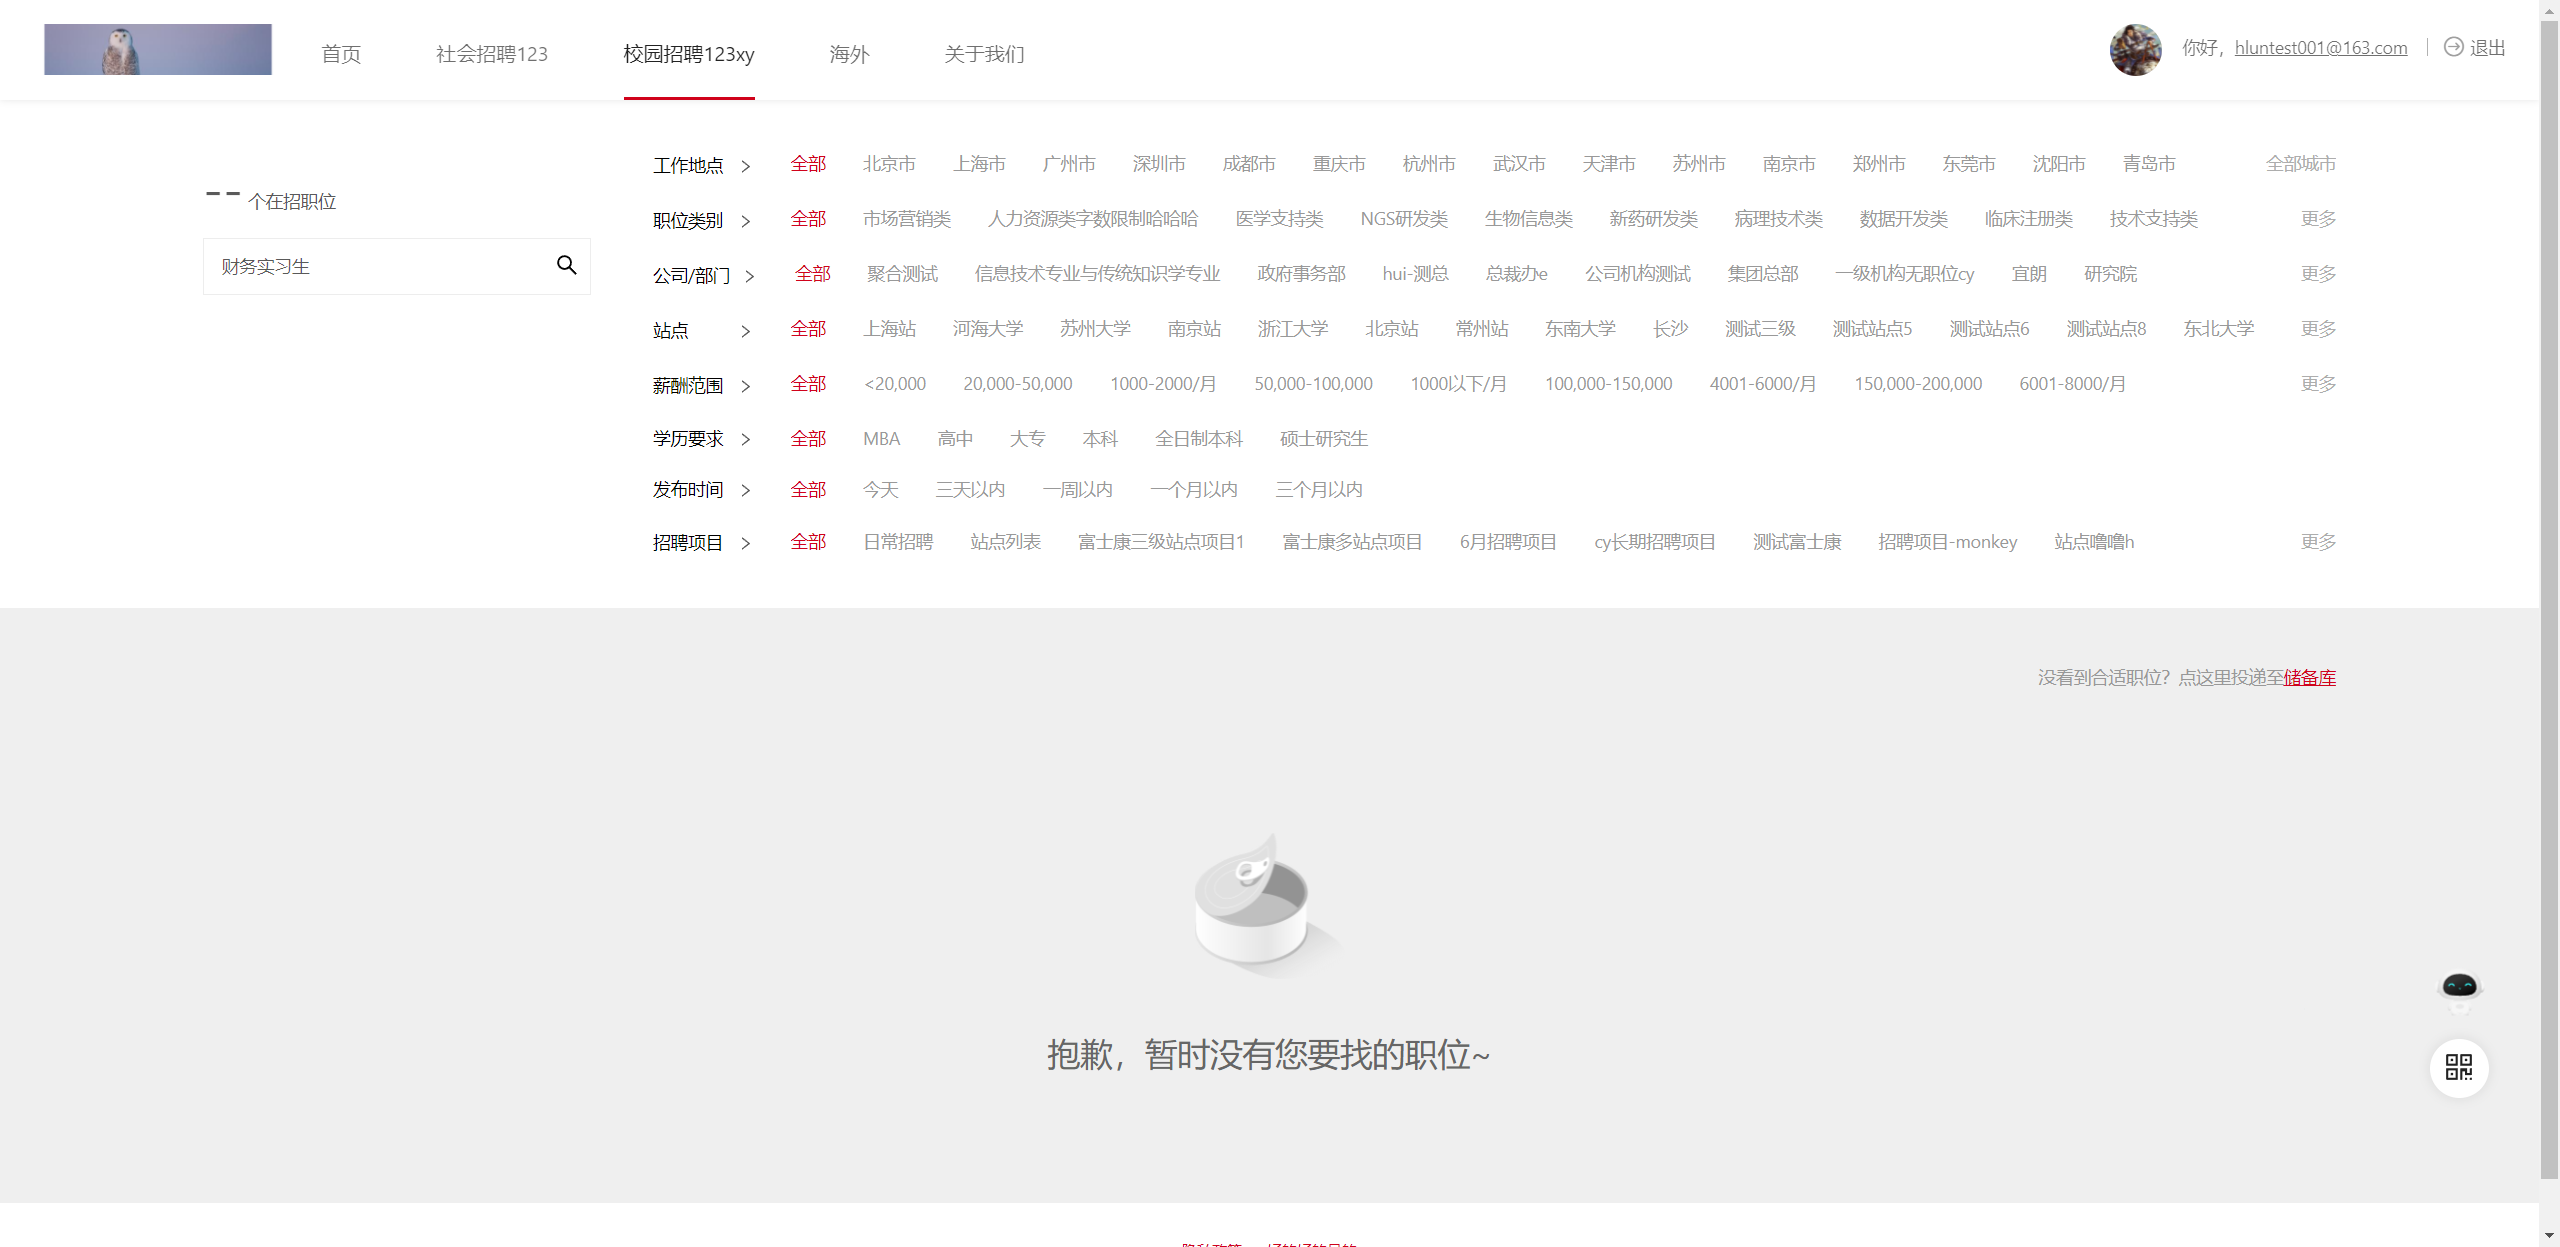 首页 社会招聘123 校园招聘123xy 海外 关于我们 你好，hluntest001@163.com 退出
-- 个在招职位
财务实习生
工作地点 > 全部 北京市 上海市 广州市 深圳市 成都市 重庆市 杭州市 武汉市 天津市 苏州市 南京市 郑州市 东莞市 沈阳市 青岛市 全部城市
职位类别 > 全部 市场营销类 人力资源类字数限制哈哈哈 医学支持类 NGS研发类 生物信息类 新药研发类 病理技术类 数据开发类 临床注册类 技术支持类 更多
公司/部门 > 全部 聚合测试 信息技术专业与传统知识学专业 政府事务部 hui-测总 总裁办e 公司机构测试 集团总部 一级机构无职位cy 宜朗 研究院 更多
站点 > 全部 上海站 河海大学 苏州大学 南京站 浙江大学 北京站 常州站 东南大学 长沙 测试三级 测试站点5 测试站点6 测试站点8 东北大学 更多
薪酬范围 > 全部 <20,000 20,000-50,000 1000-2000/月 50,000-100,000 1000以下/月 100,000-150,000 4001-6000/月 150,000-200,000 6001-8000/月 更多
学历要求 > 全部 MBA 高中 大专 本科 全日制本科 硕士研究生
发布时间 > 全部 今天 三天以内 一周以内 一个月以内 三个月以内
招聘项目 > 全部 日常招聘 站点列表 富士康三级站点项目1 富士康多站点项目 6月招聘项目 cy长期招聘项目 测试富士康 招聘项目-monkey 站点噜噜h 更多
没看到合适职位？点这里投递至储备库
抱歉，暂时没有您要找的职位~